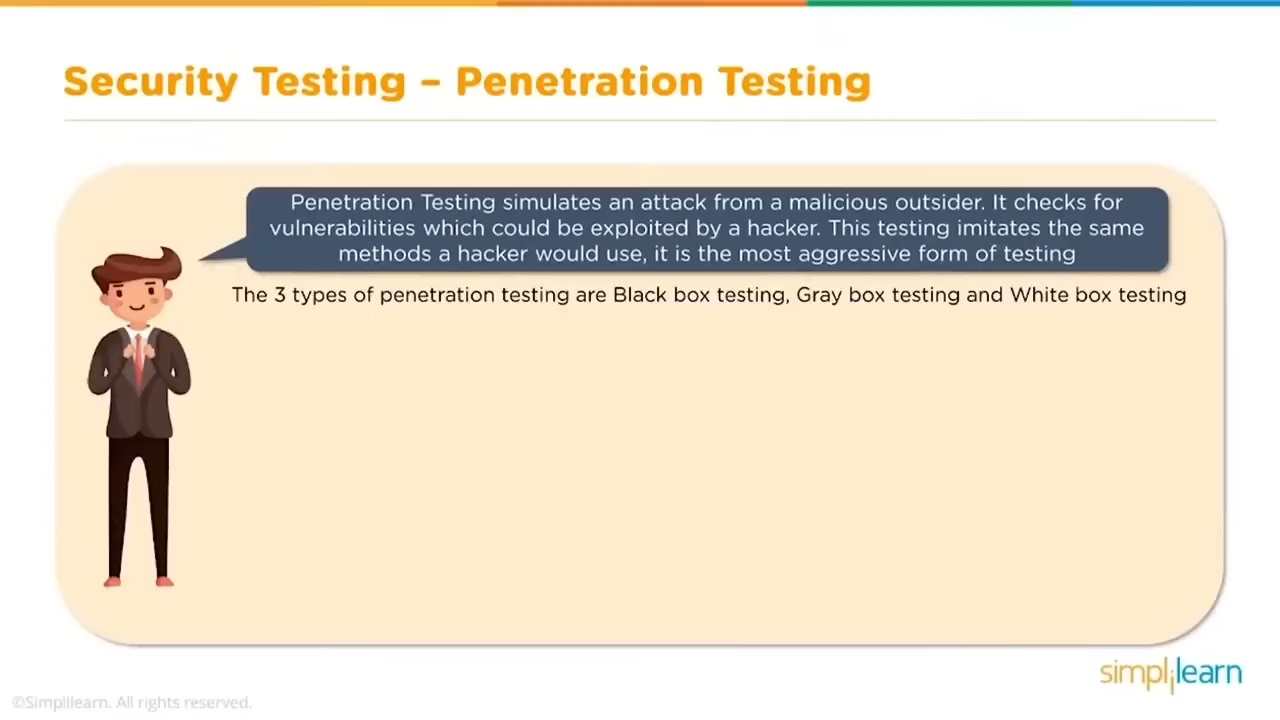 Security Testing – Penetration Testing
Penetration Testing simulates an attack from a malicious outsider. It checks for
vulnerabilities which could be exploited by a hacker. This testing imitates the same
methods a hacker would use, it is the most aggressive form of testing
The 3 types of penetration testing are Black box testing, Gray box testing and White box testing
simplilearn
©Simplilearn. All rights reserved.